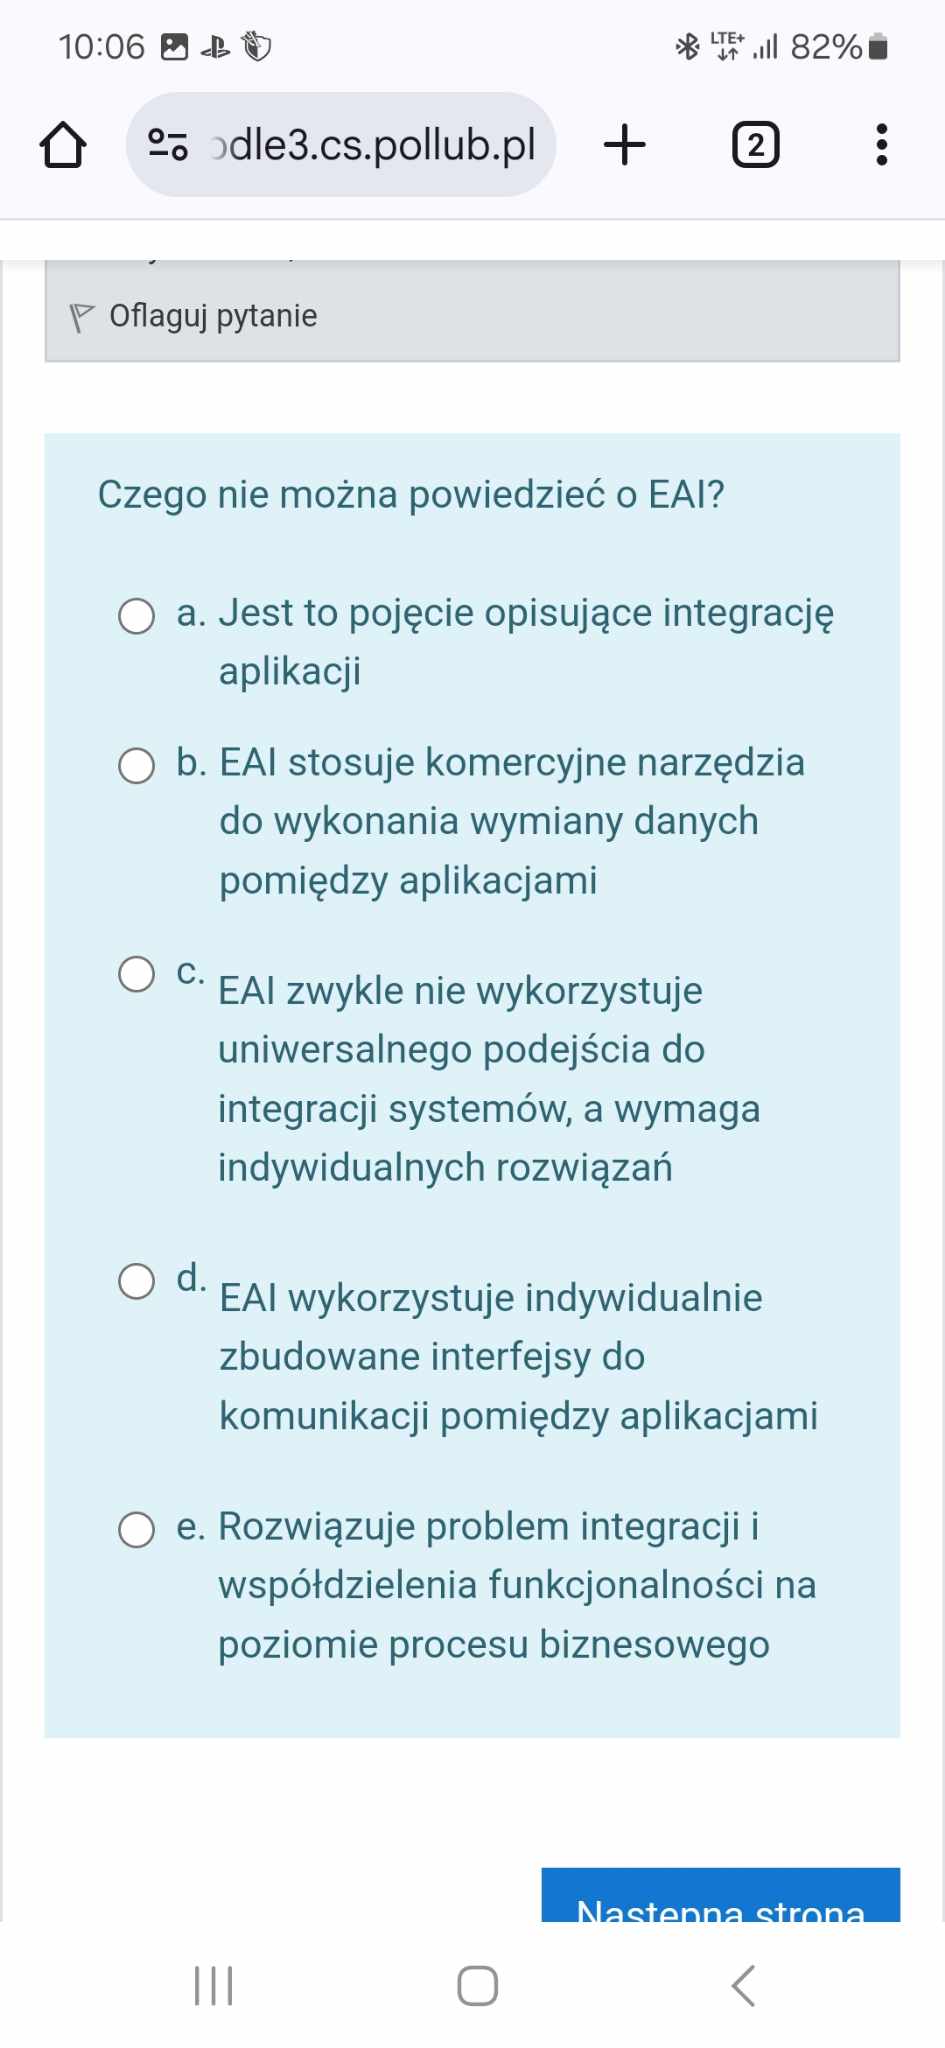 10:06
LTE+
82%
odle3.cs.pollub.pl
2
Oflaguj pytanie
Czego nie można powiedzieć o EAI?
a. Jest to pojęcie opisujące integrację
aplikacji
b. EAI stosuje komercyjne narzędzia
do wykonania wymiany danych
pomiędzy aplikacjami
c. EAI zwykle nie wykorzystuje
uniwersalnego podejścia do
integracji systemów, a wymaga
indywidualnych rozwiązań
d. EAI wykorzystuje indywidualnie
zbudowane interfejsy do
komunikacji pomiędzy aplikacjami
e. Rozwiązuje problem integracji i
współdzielenia funkcjonalności na
poziomie procesu biznesowego
Następna strona